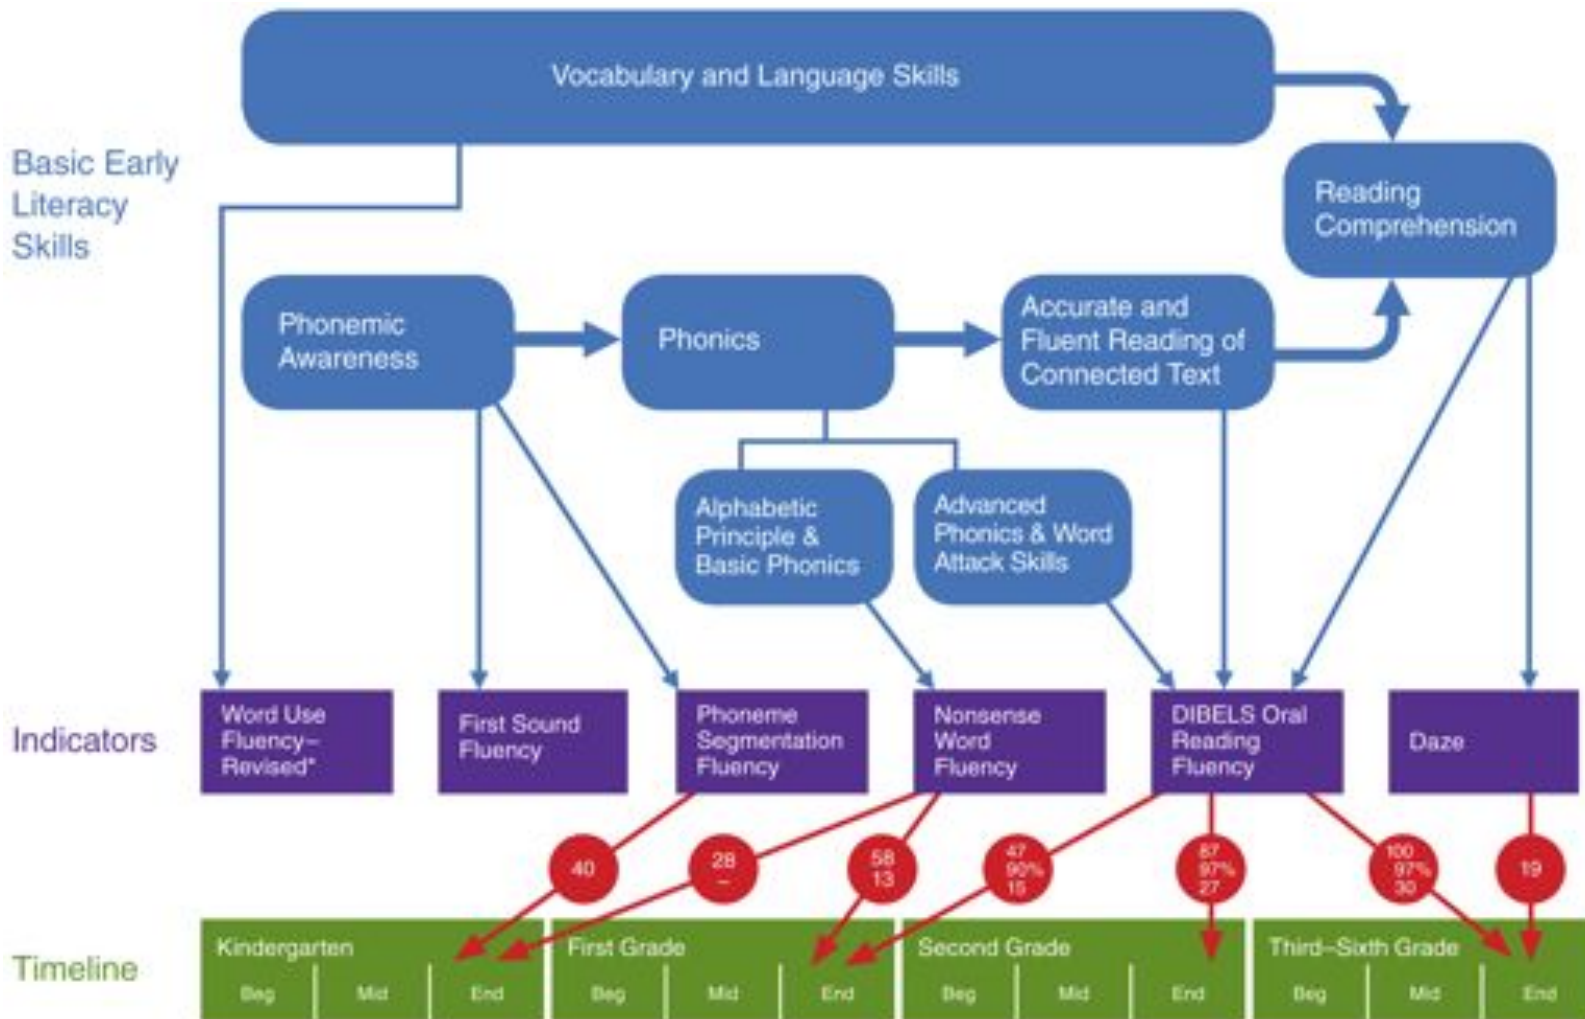 Vocabulary and Language Skills
Basic Early
Literacy
Skills
Reading
Comprehension
Phonemic
Awareness
Phonics
Accurate and
Fluent Reading of
Connected Text
Alphabetic
Principle &
Basic Phonics
Advanced
Phonics & Word
Attack Skills
Indicators
Word Use
Fluency–
Revised*
First Sound
Fluency
Phoneme
Segmentation
Fluency
Nonsense
Word
Fluency
DIBELS Oral
Reading
Fluency
Daze
40
28
–
58
13
47
90%
15
87
97%
27
100
97%
30
19
Timeline
Kindergarten
Beg Mid End
First Grade
Beg Mid End
Second Grade
Beg Mid End
Third–Sixth Grade
Beg Mid End